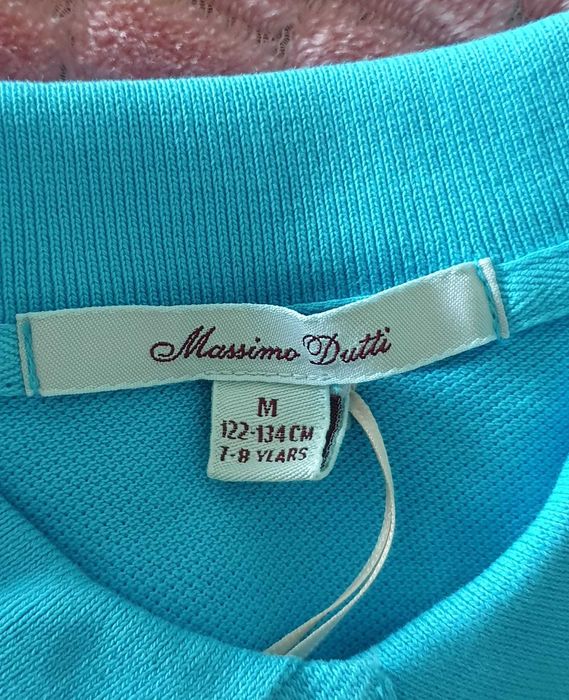 Massimo Dutti
M
122-134 CM
7-8 YEARS